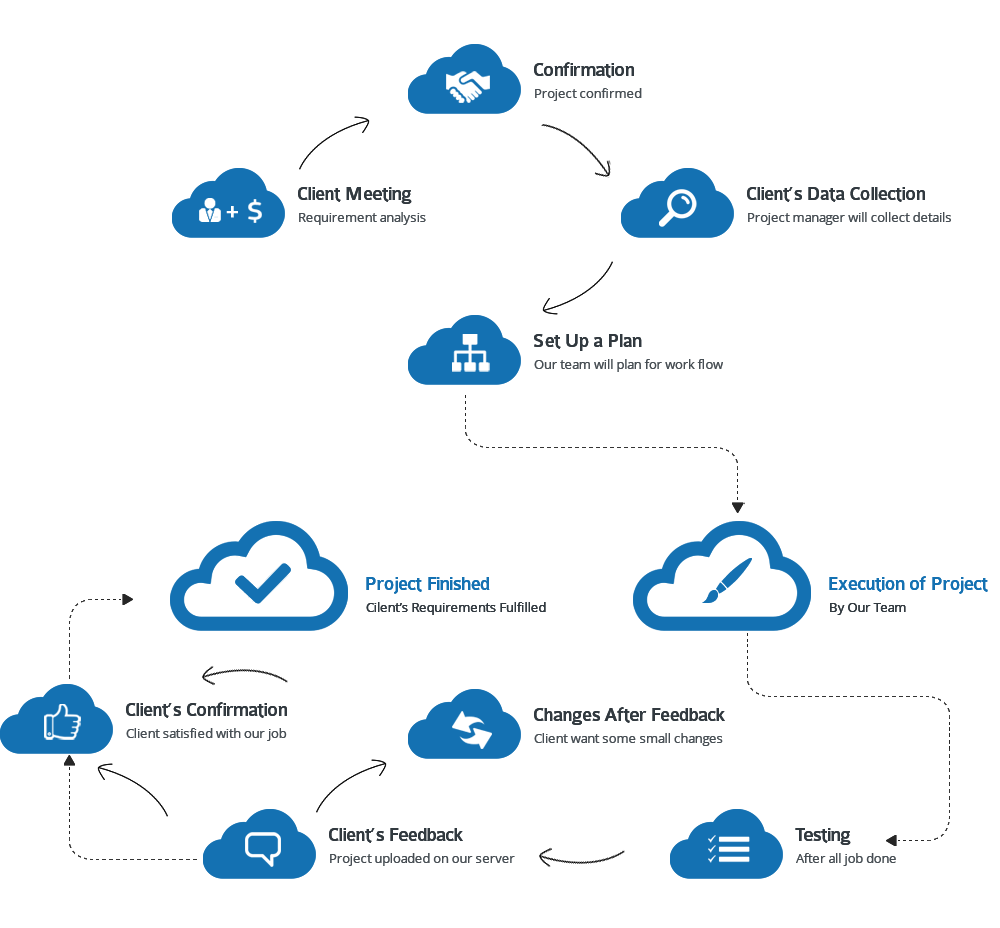 Confirmation
Project confirmed
Client Meeting
Requirement analysis
+ $
Client's Data Collection
Project manager will collect details
Set Up a Plan
Our team will plan for work flow
Project Finished
Cilent's Requirements Fulfilled
Execution of Project
By Our Team
Client's Confirmation
Client satisfied with our job
Changes After Feedback
Client want some small changes
Client's Feedback
Project uploaded on our server
Testing
After all job done